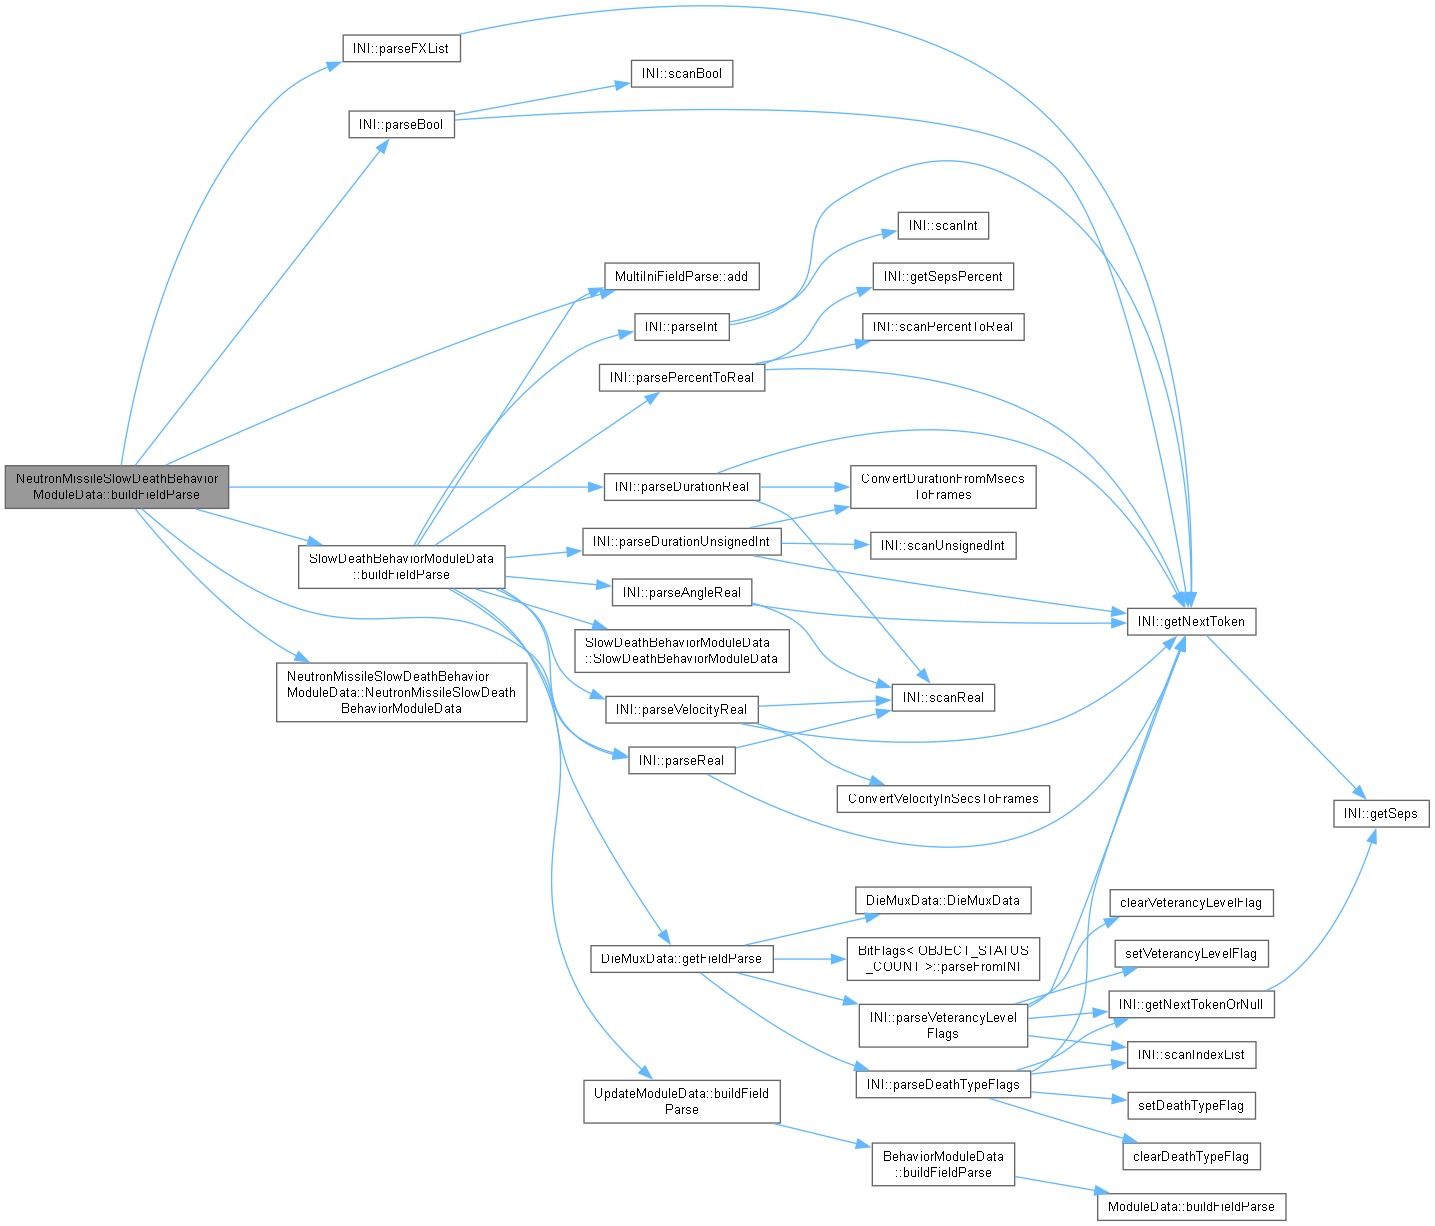 INI::parseFXList
INI::scanBool
INI::parseBool
INI::scanInt
MultiIniFieldParse::add
INI::getSepsPercent
INI::parseInt
INI::scanPercentToReal
INI::parsePercentToReal
NeutronMissileSlowDeathBehavior
ModuleData::buildFieldParse
INI::parseDurationReal
ConvertDurationFromMsecs
ToFrames
INI::parseDurationUnsignedInt
INI::scanUnsignedInt
SlowDeathBehaviorModuleData
::buildFieldParse
INI::parseAngleReal
INI::getNextToken
SlowDeathBehaviorModuleData
::SlowDeathBehaviorModuleData
NeutronMissileSlowDeathBehavior
ModuleData::NeutronMissileSlowDeath
BehaviorModuleData
INI::scanReal
INI::parseVelocityReal
INI::parseReal
ConvertVelocityInSecsToFrames
INI::getSeps
DieMuxData::DieMuxData
clearVeterancyLevelFlag
DieMuxData::getFieldParse
BitFlags< OBJECT_STATUS
_COUNT >::parseFromINI
setVeterancyLevelFlag
INI::getNextTokenOrNull
INI::parseVeterancyLevel
Flags
INI::scanIndexList
INI::parseDeathTypeFlags
UpdateModuleData::buildField
Parse
setDeathTypeFlag
clearDeathTypeFlag
BehaviorModuleData
::buildFieldParse
ModuleData::buildFieldParse